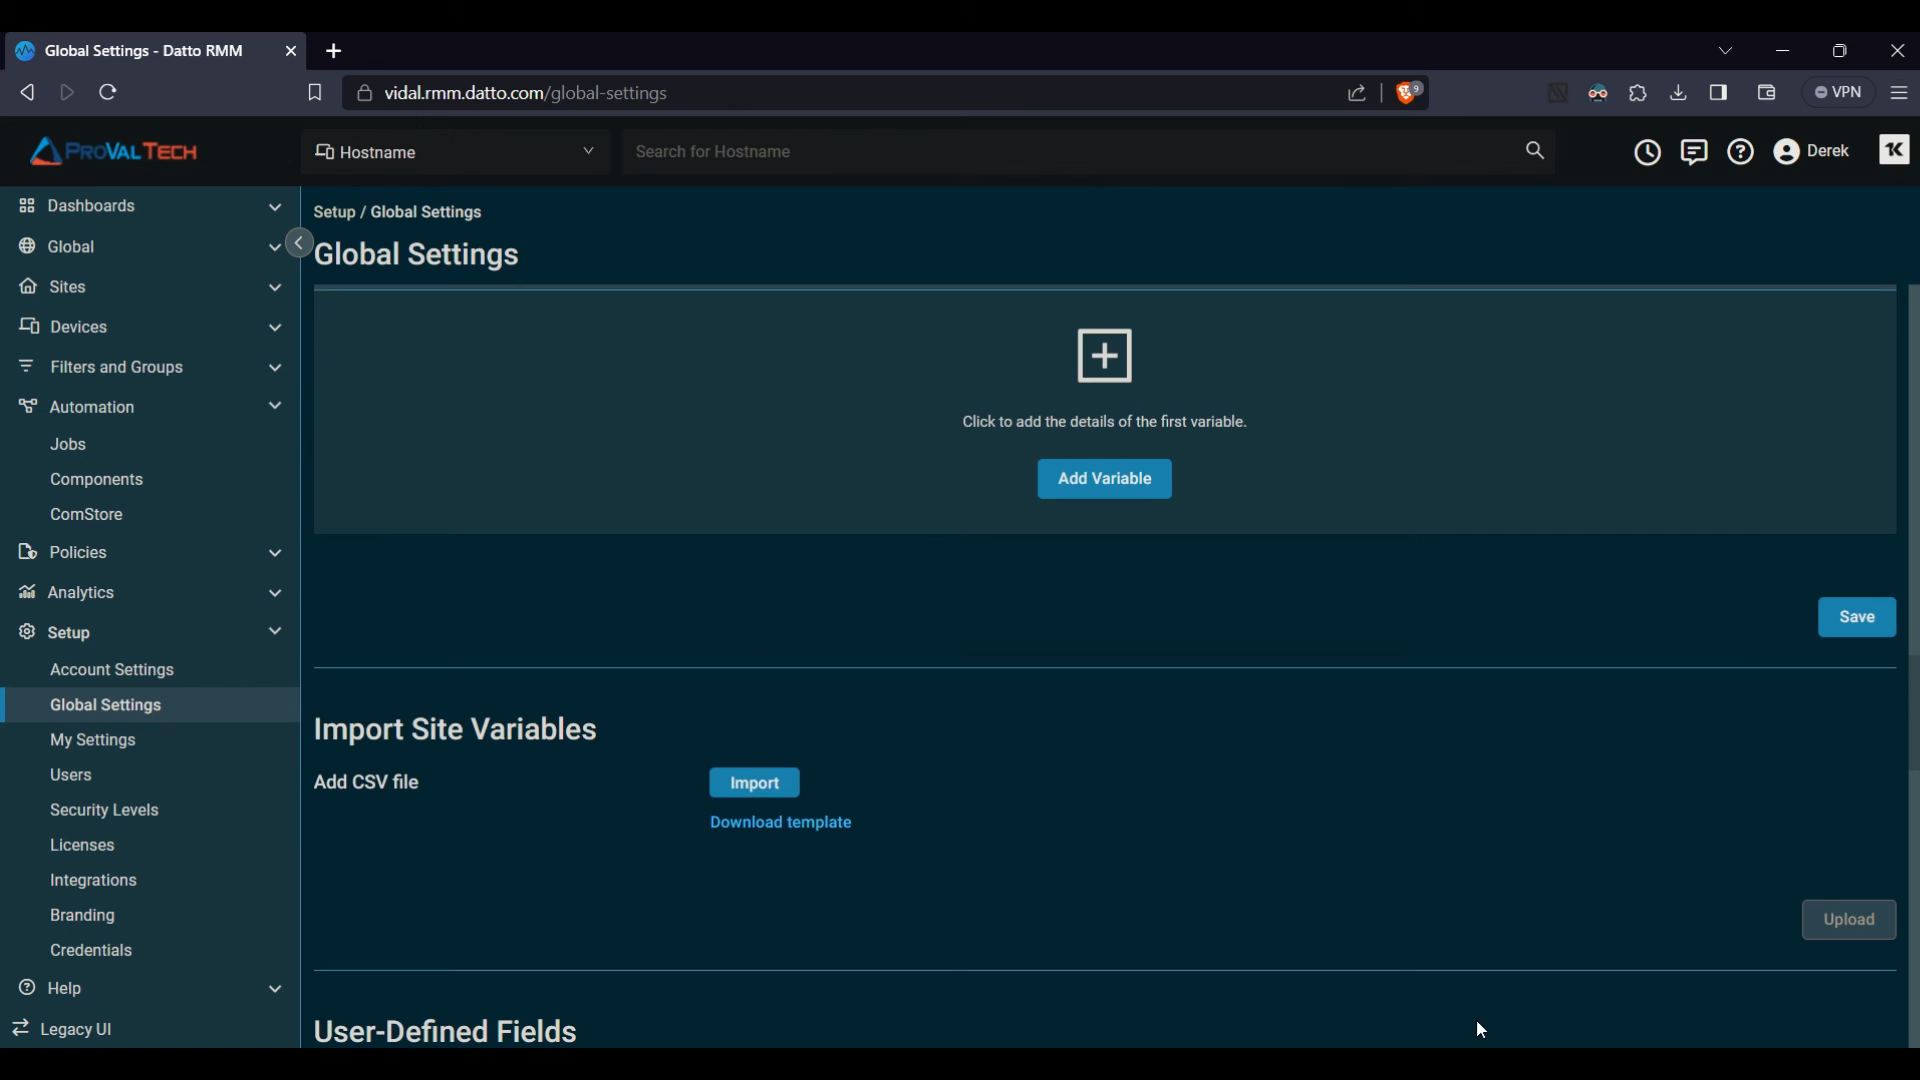 Global Settings - Datto RMM
vidal.rmm.datto.com/global-settings
9
VPN
PROVALTECH
Hostname
Search for Hostname
Derek
K
Dashboards
Global
Sites
Devices
Filters and Groups
Automation
Jobs
Components
ComStore
Policies
Analytics
Setup
Account Settings
Global Settings
My Settings
Users
Security Levels
Licenses
Integrations
Branding
Credentials
Help
Legacy UI
Setup / Global Settings
Global Settings
Click to add the details of the first variable.
Add Variable
Save
Import Site Variables
Add CSV file
Import
Download template
Upload
User-Defined Fields